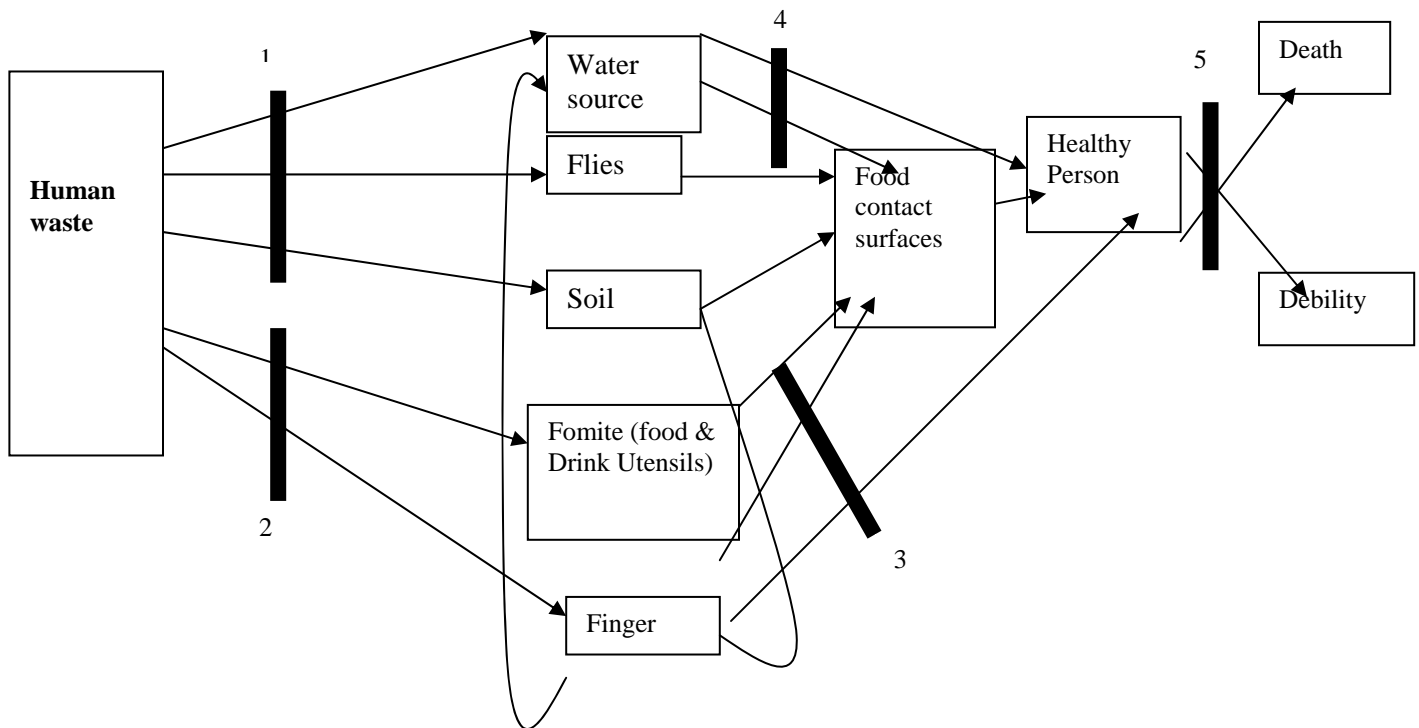 4
Death
1
5
Water
source
Healthy
Person
Flies
Food
contact
surfaces
Human
waste
Soil
Debility
Fomite (food &
Drink Utensils)
2
3
Finger